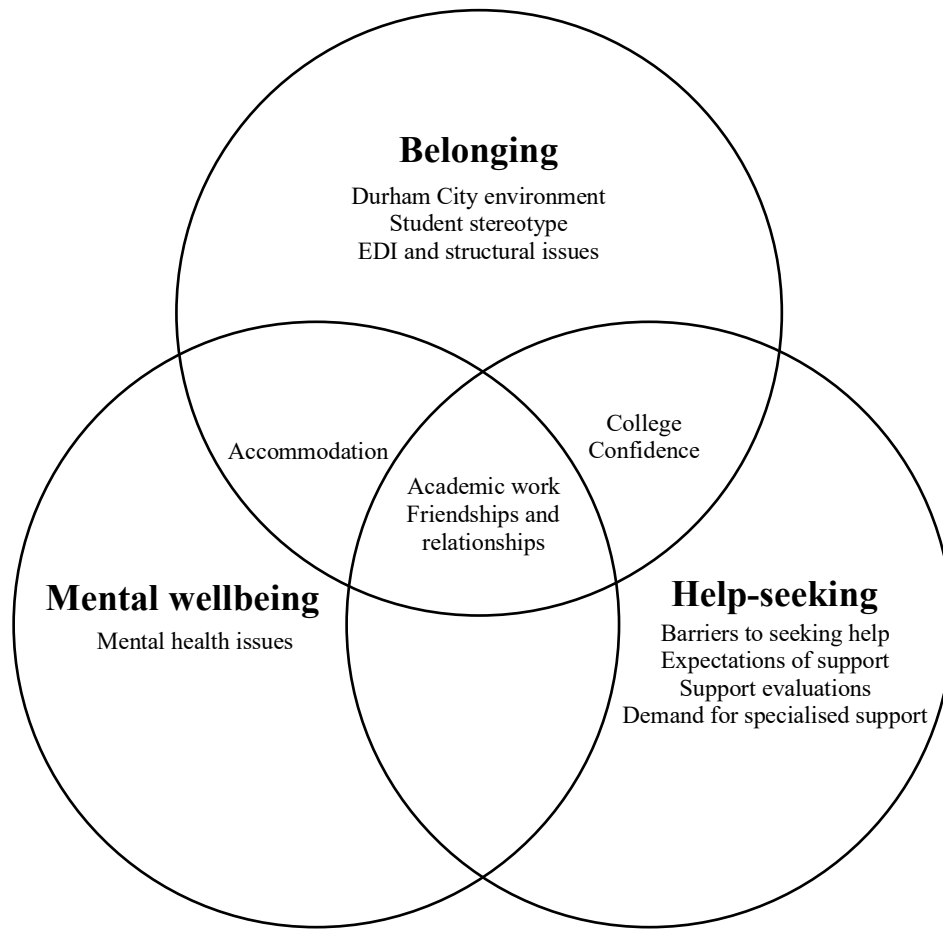 Belonging
Durham City environment
Student stereotype
EDI and structural issues
Accommodation
College
Confidence
Academic work
Friendships and
relationships
Mental wellbeing
Mental health issues
Help-seeking
Barriers to seeking help
Expectations of support
Support evaluations
Demand for specialised support